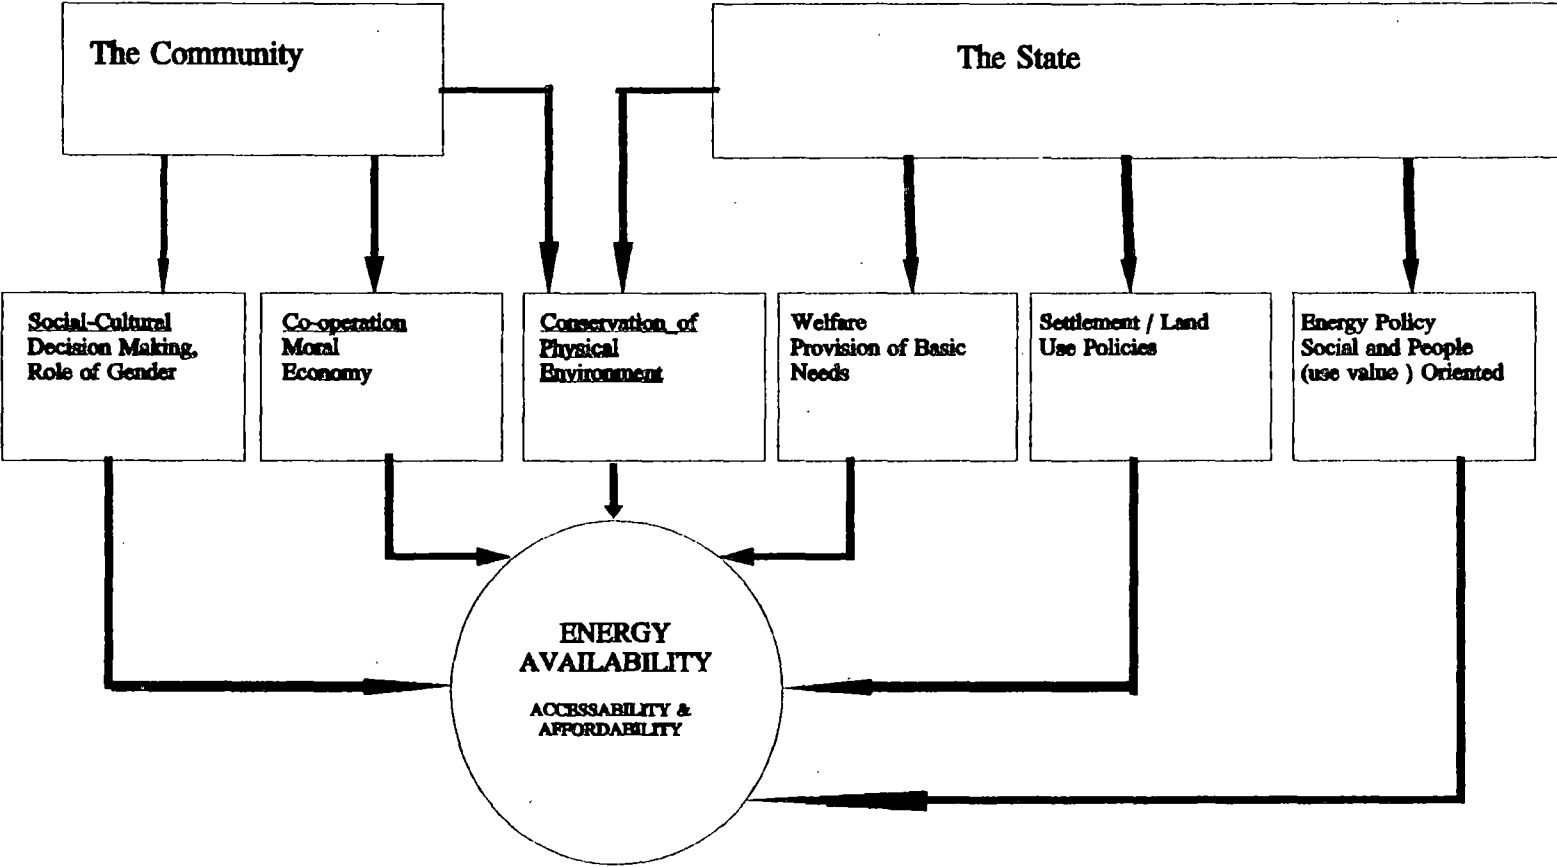 The Community
The State
Social-Cultural
Decision Making,
Role of Gender
Co-operation
Moral
Economy
Conservation of
Physical
Environment
Welfare
Provision of Basic
Needs
Settlement / Land
Use Policies
Energy Policy
Social and People
(use value ) Oriented
ENERGY
AVAILABILITY
ACCESSABILITY &
AFFORDABILITY